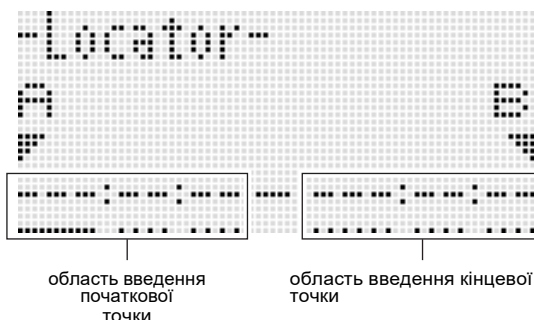 -Locator-
A B
--- --:--:-- --- ---- --- --:--:-- ---
область введення початкової точки
область введення кінцевої точки